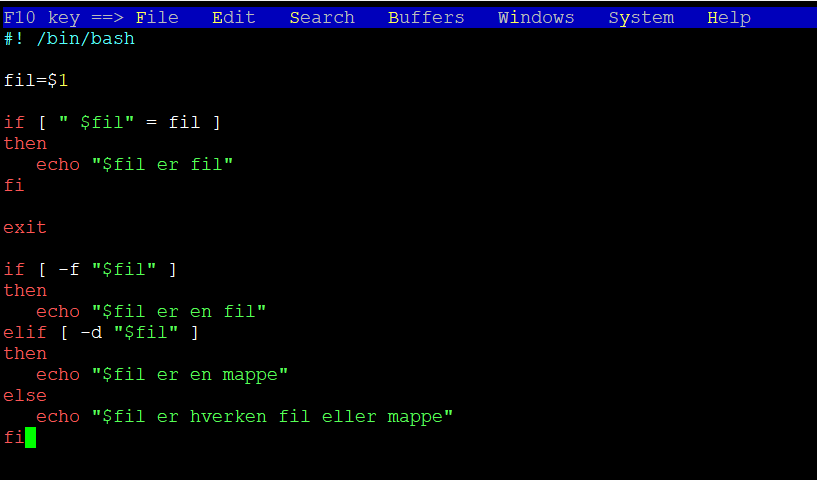 F10 key ==> File   Edit   Search   Buffers   Windows   System   Help
#! /bin/bash

fil=$1

if [ " $fil" = fil ]
then
   echo "$fil er fil"
fi

exit

if [ -f "$fil" ]
then
   echo "$fil er en fil"
elif [ -d "$fil" ]
then
   echo "$fil er en mappe"
else
   echo "$fil er hverken fil eller mappe"
fi